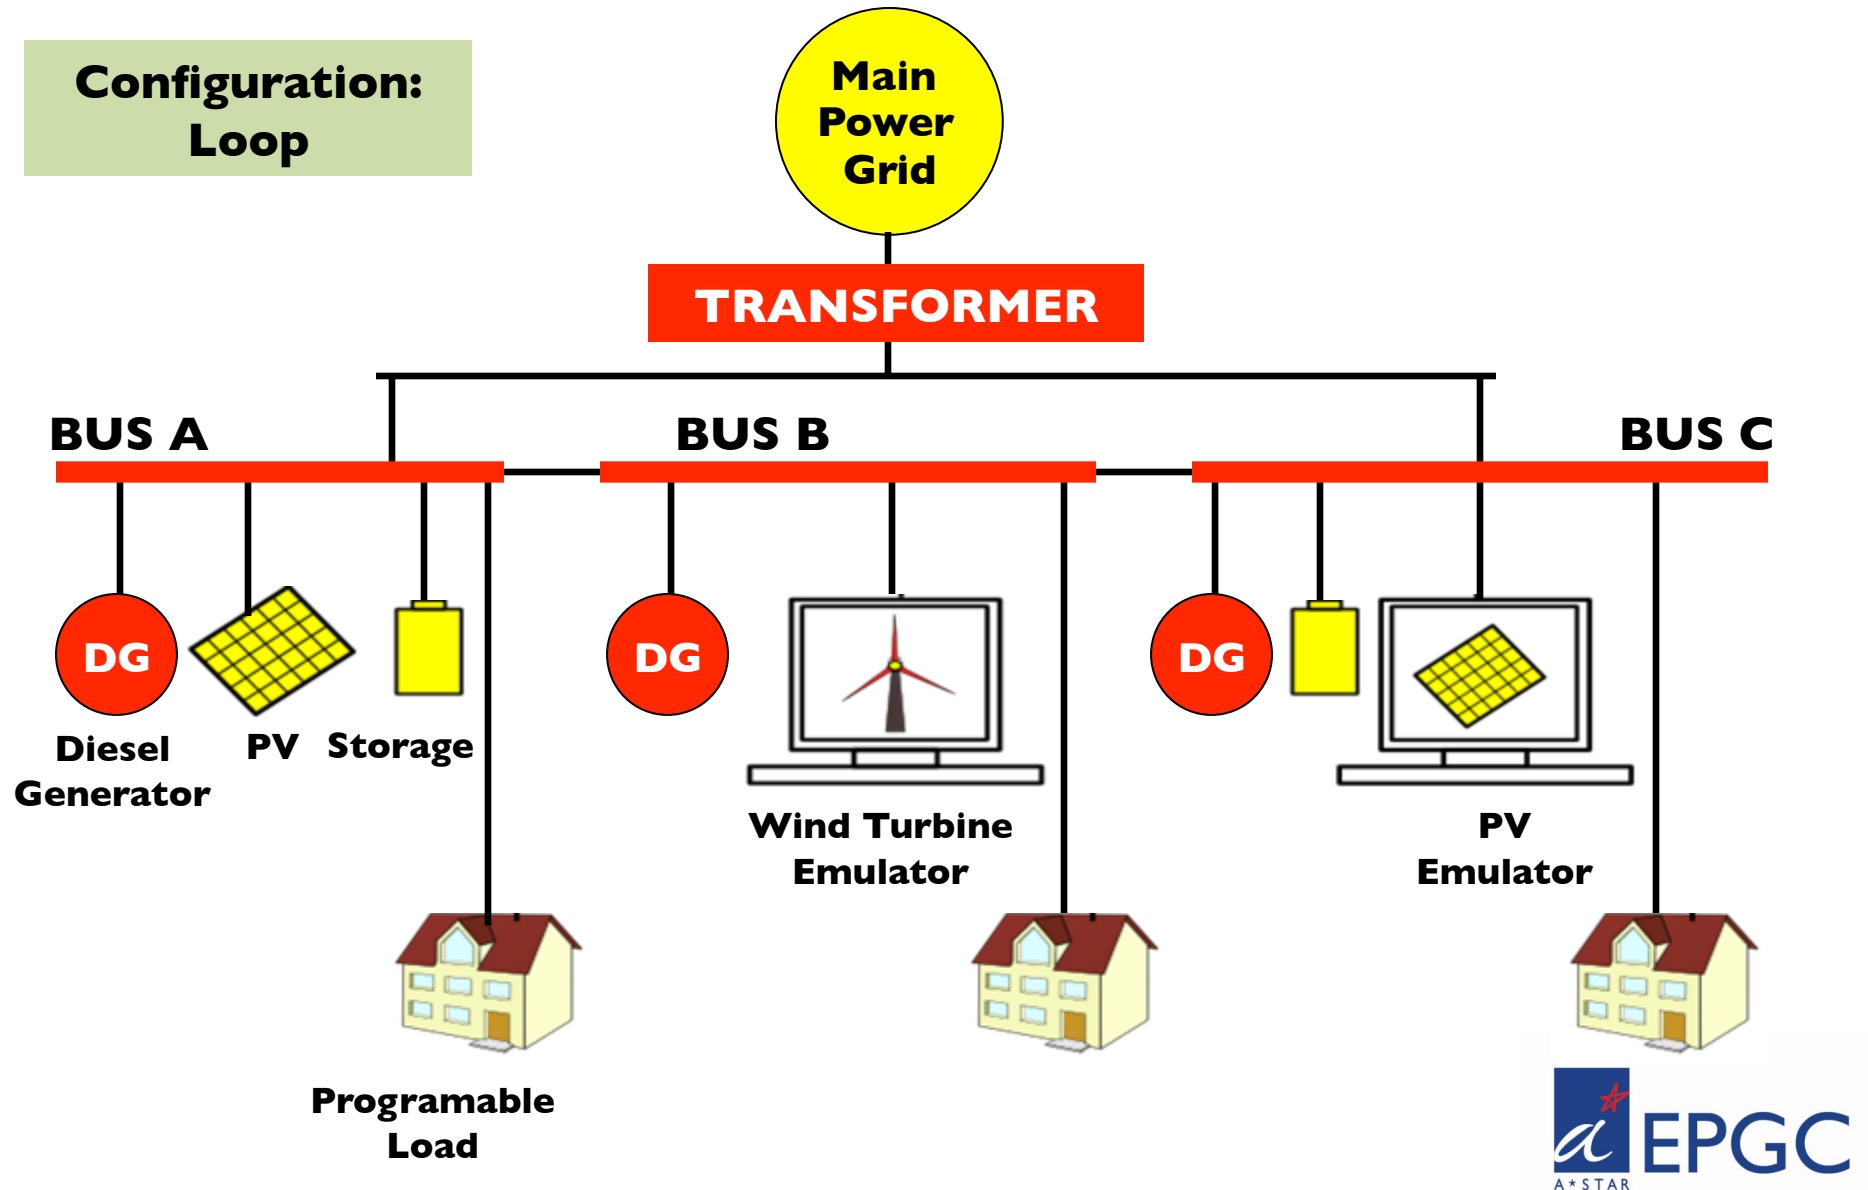 Configuration:
Loop
Main
Power
Grid
TRANSFORMER
BUS A
BUS B
BUS C
DG
DG
DG
Diesel
Generator
PV
Storage
Wind Turbine
Emulator
PV
Emulator
Programable
Load
a
EPGC
A★STAR